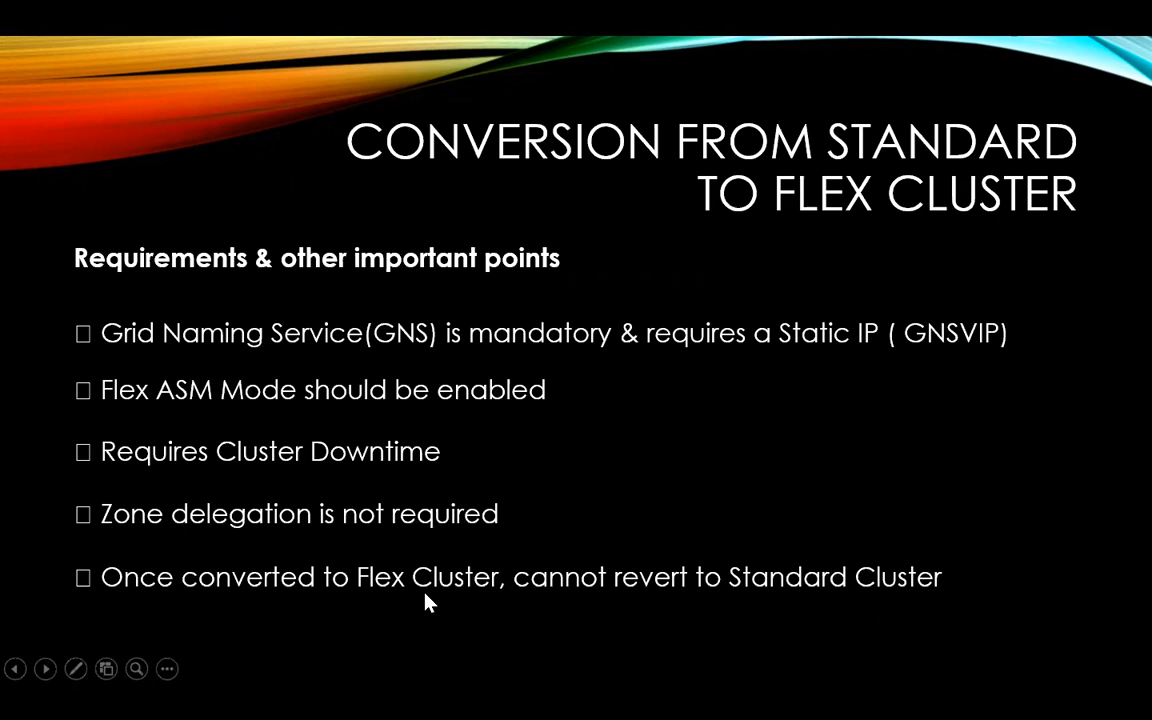 CONVERSION FROM STANDARD
TO FLEX CLUSTER
Requirements & other important points
□ Grid Naming Service(GNS) is mandatory & requires a Static IP ( GNSVIP)
□ Flex ASM Mode should be enabled
□ Requires Cluster Downtime
□ Zone delegation is not required
□ Once converted to Flex Cluster, cannot revert to Standard Cluster